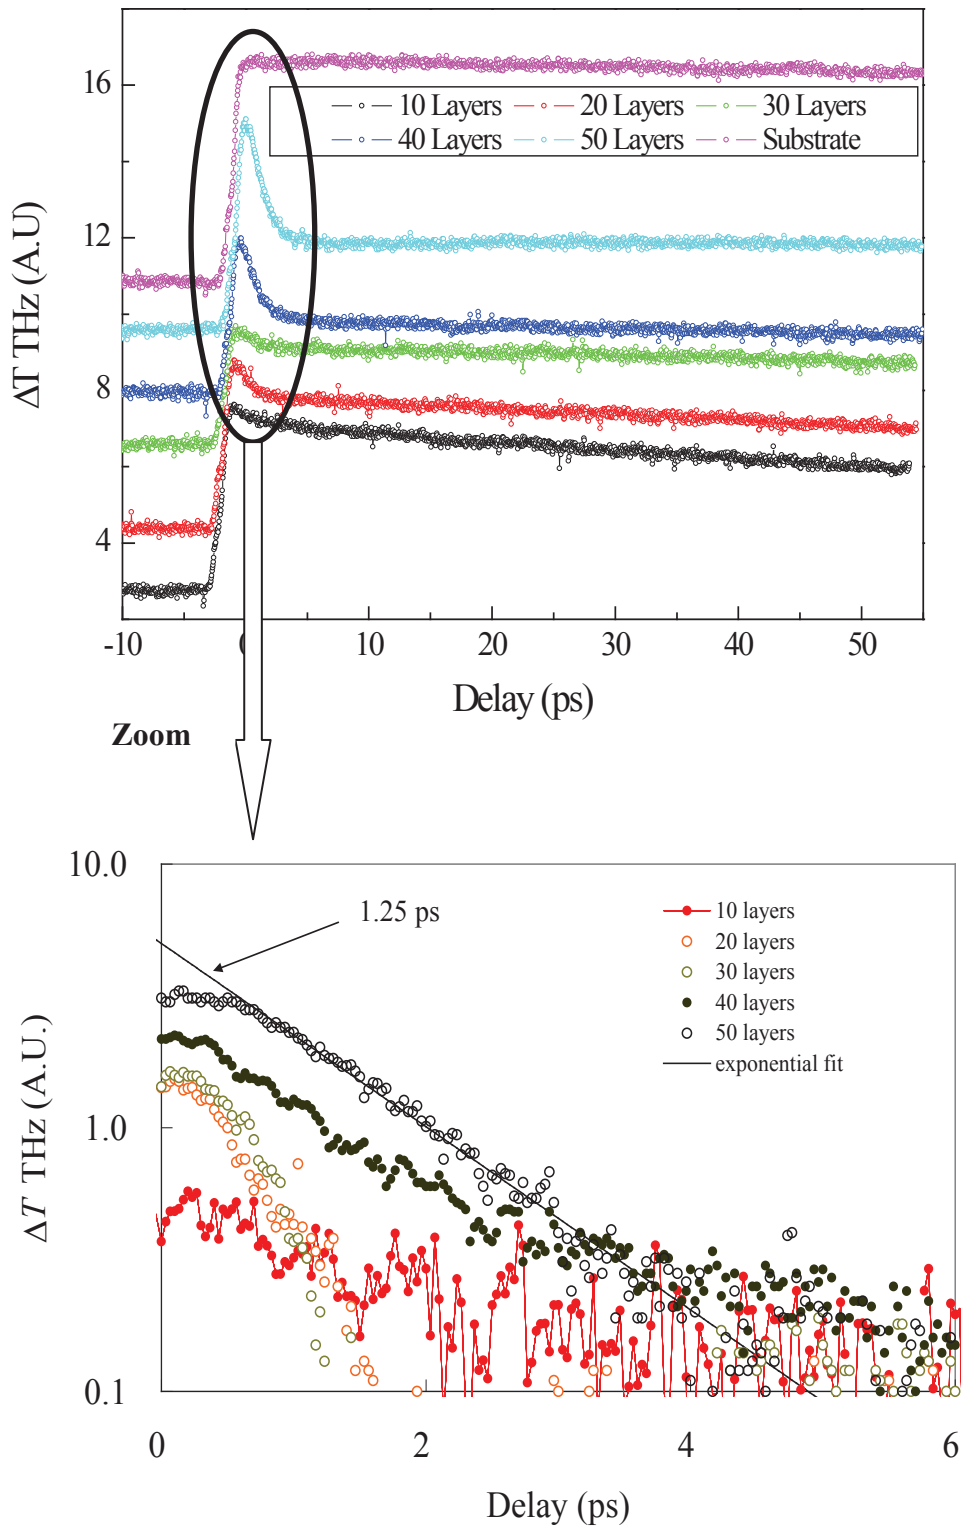 16
12
8
4
ΔT THz (A.U)
10 Layers 20 Layers 30 Layers
40 Layers 50 Layers Substrate
-10 10 20 30 40 50
Delay (ps)
Zoom
10.0
1.0
0.1
ΔT THz (A.U.)
1.25 ps
10 layers
20 layers
30 layers
40 layers
50 layers
exponential fit
0 2 4 6
Delay (ps)